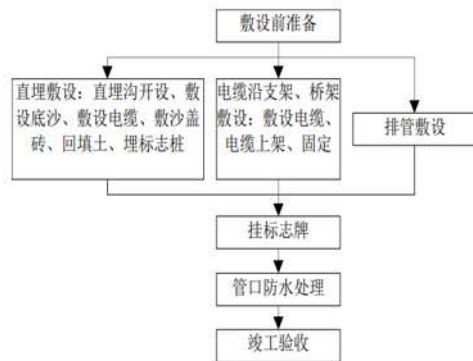 敷设前准备
直埋敷设：直埋沟开设、敷
设底沙、敷设电缆、敷沙盖
砖、回填土、埋标志桩
电缆沿支架、桥架
敷设：敷设电缆、
电缆上架、固定
排管敷设
挂标志牌
管口防水处理
竣工验收